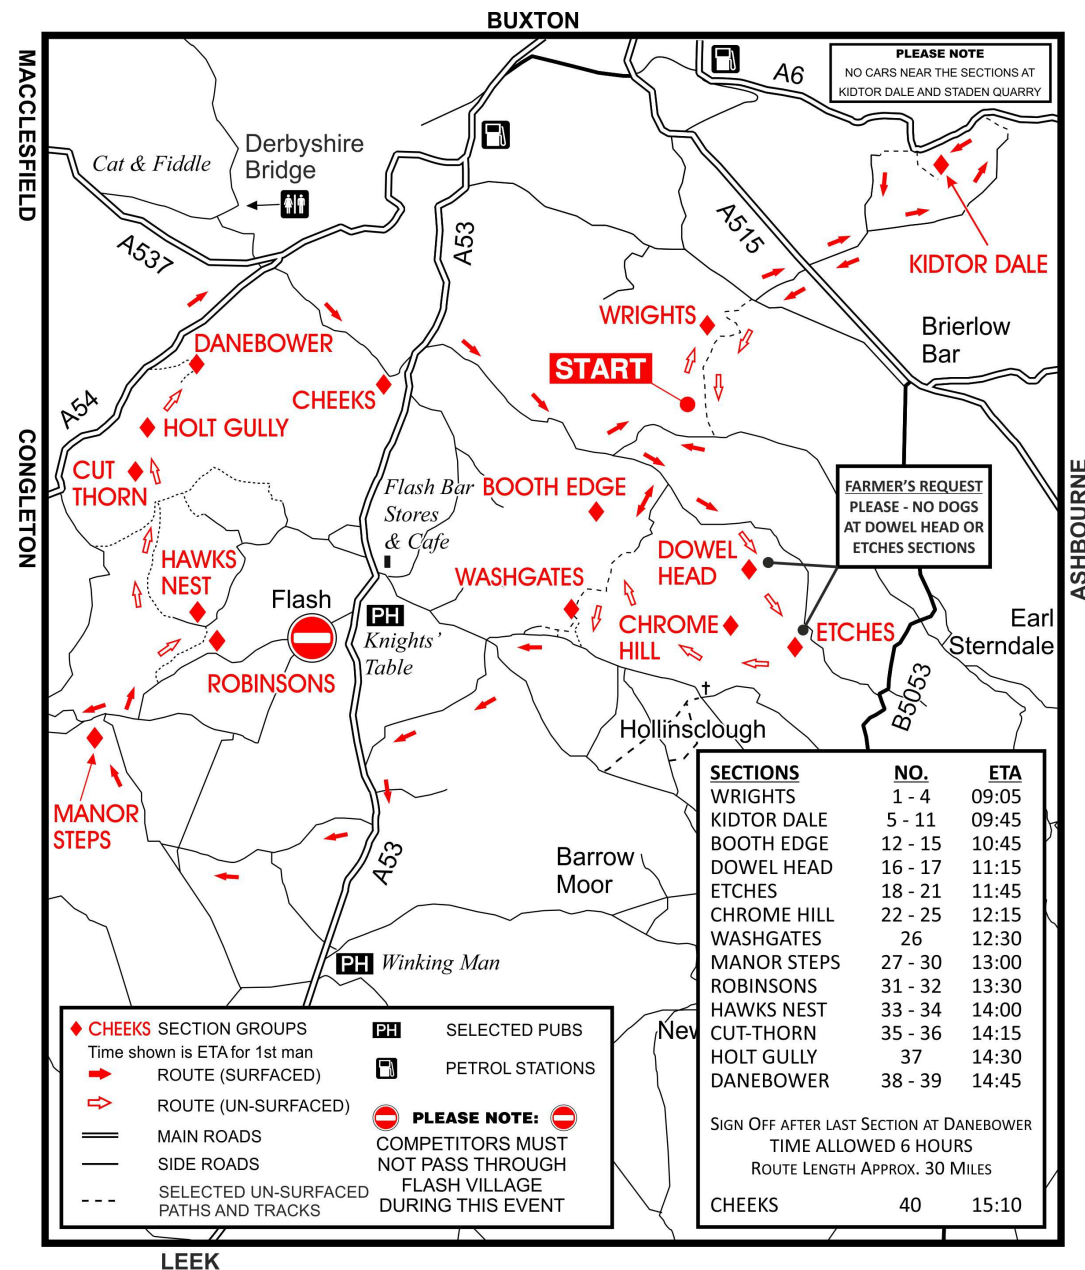 BUXTON
MACCLESFIELD
CONGLETON
ASHBOURNE
LEEK
PLEASE NOTE
NO CARS NEAR THE SECTIONS AT
KIDTOR DALE AND STADEN QUARRY
A6
Cat & Fiddle
Derbyshire
Bridge
A537
A53
A515
KIDTOR DALE
WRIGHTS
START
Brierlow
Bar
DANEBOWER
CHEEKS
A54
HOLT GULLY
CUT
THORN
Flash Bar
Stores
& Cafe
BOOTH EDGE
FARMER'S REQUEST
PLEASE - NO DOGS
AT DOWEL HEAD OR
ETCHES SECTIONS
HAWKS
NEST
DOWEL
HEAD
WASHGATES
Flash
PH
Knights'
Table
CHROME
HILL
ETCHES
Earl
Sterndale
ROBINSONS
B5053
Hollinsclough
MANOR
STEPS
A53
Barrow
Moor
PH Winking Man
New
SECTIONS NO. ETA
WRIGHTS 1 - 4 09:05
KIDTOR DALE 5 - 11 09:45
BOOTH EDGE 12 - 15 10:45
DOWEL HEAD 16 - 17 11:15
ETCHES 18 - 21 11:45
CHROME HILL 22 - 25 12:15
WASHGATES 26 12:30
MANOR STEPS 27 - 30 13:00
ROBINSONS 31 - 32 13:30
HAWKS NEST 33 - 34 14:00
CUT-THORN 35 - 36 14:15
HOLT GULLY 37 14:30
DANEBOWER 38 - 39 14:45
SIGN OFF AFTER LAST SECTION AT DANEBOWER
TIME ALLOWED 6 HOURS
ROUTE LENGTH APPROX. 30 MILES
CHEEKS 40 15:10
CHEEKS SECTION GROUPS
Time shown is ETA for 1st man
ROUTE (SURFACED)
ROUTE (UN-SURFACED)
MAIN ROADS
SIDE ROADS
SELECTED UN-SURFACED
PATHS AND TRACKS
PH SELECTED PUBS
PETROL STATIONS
PLEASE NOTE:
COMPETITORS MUST
NOT PASS THROUGH
FLASH VILLAGE
DURING THIS EVENT